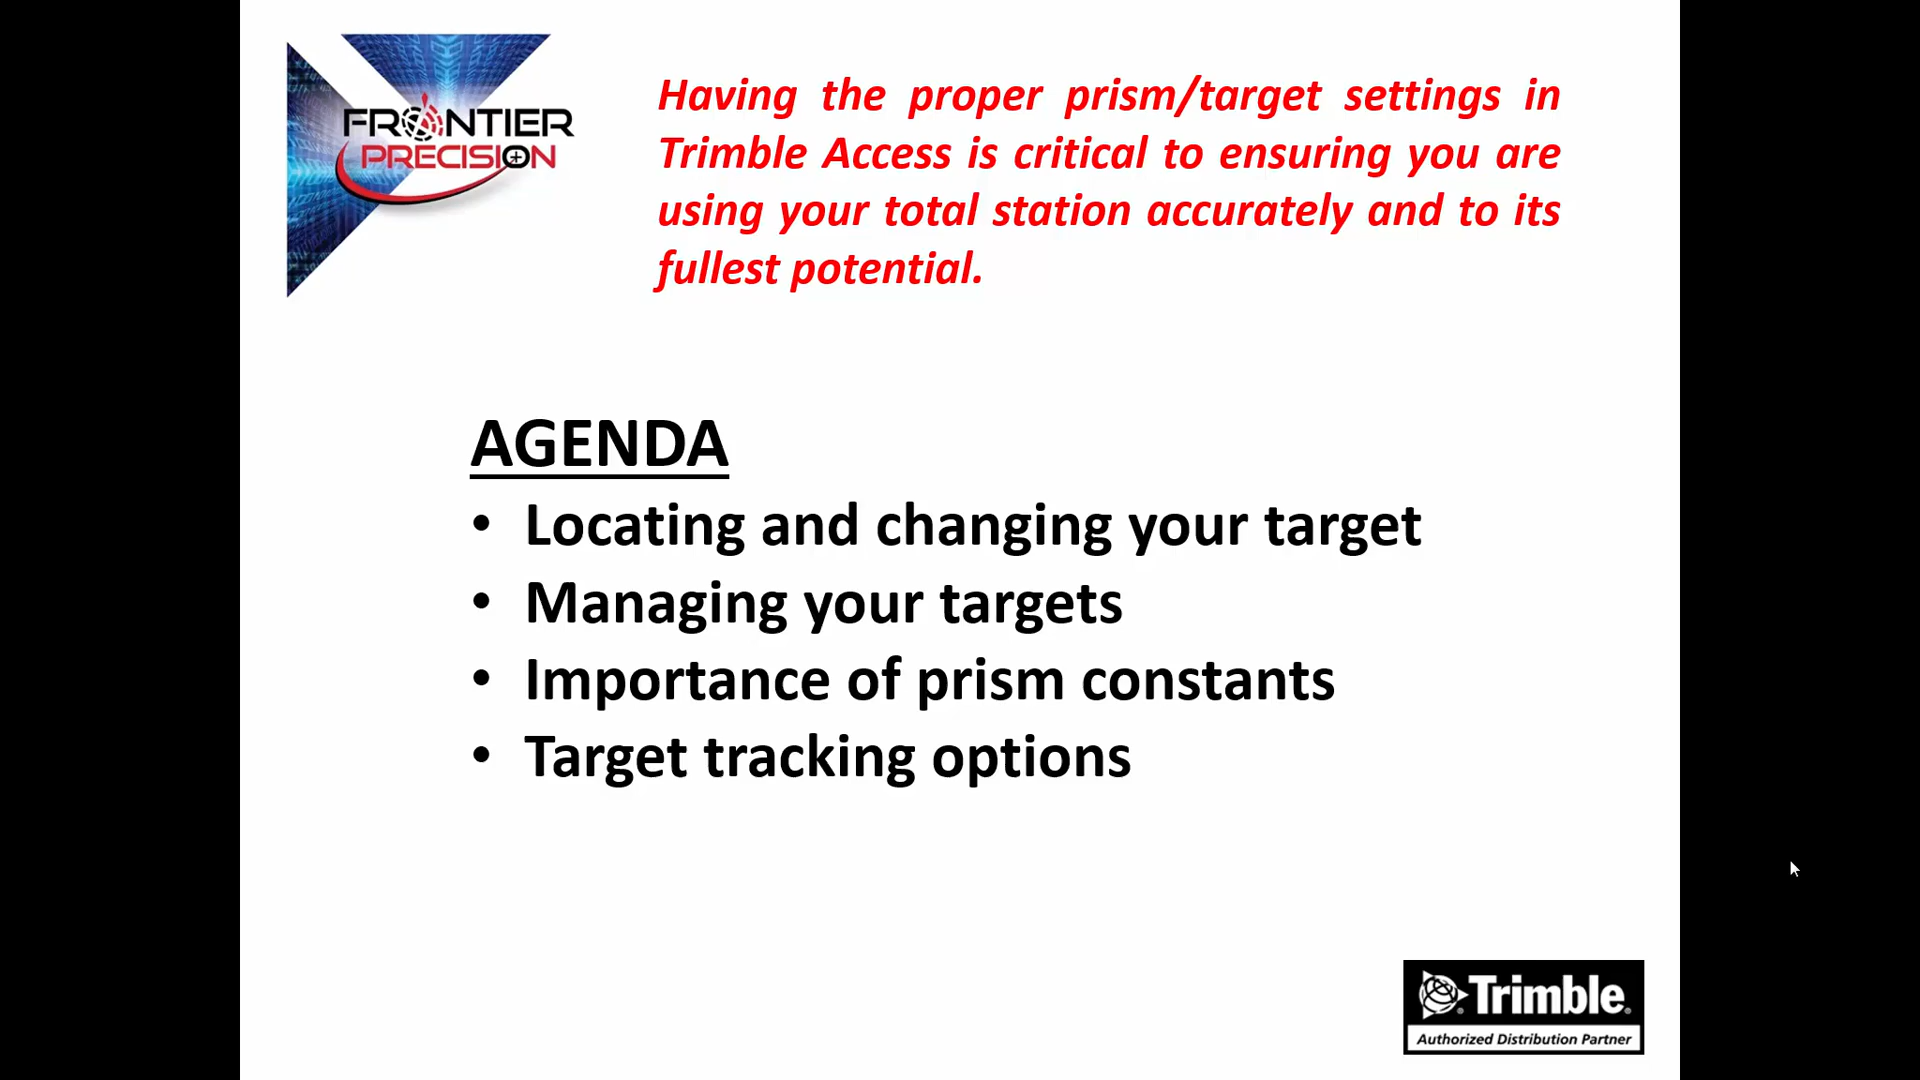 FRONTIER
PRECISION
Having the proper prism/target settings in
Trimble Access is critical to ensuring you are
using your total station accurately and to its
fullest potential.
AGENDA
• Locating and changing your target
• Managing your targets
• Importance of prism constants
• Target tracking options
Trimble®
Authorized Distribution Partner